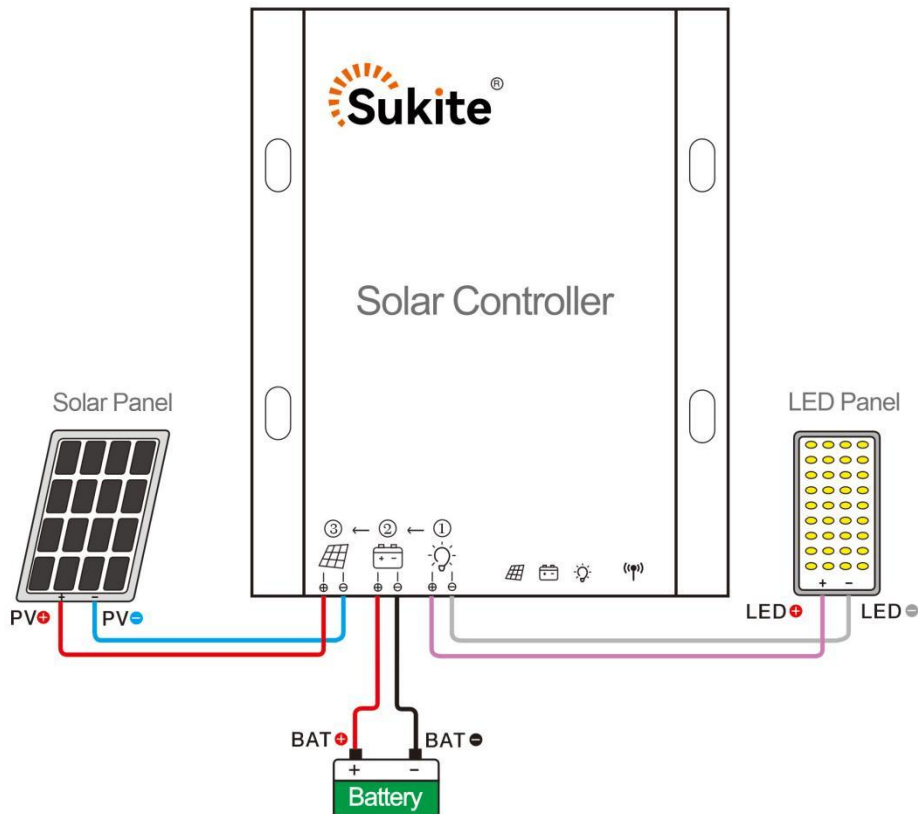 Sukite®
Solar Controller
Solar Panel
LED Panel
③ ← ② ← ①
+ -
⊕ ⊖ ⊕ ⊖ ⊕ ⊖
+ −
PV⊕ PV⊖
+ −
LED⊕ LED⊖
BAT⊕ BAT⊖
+ −
Battery